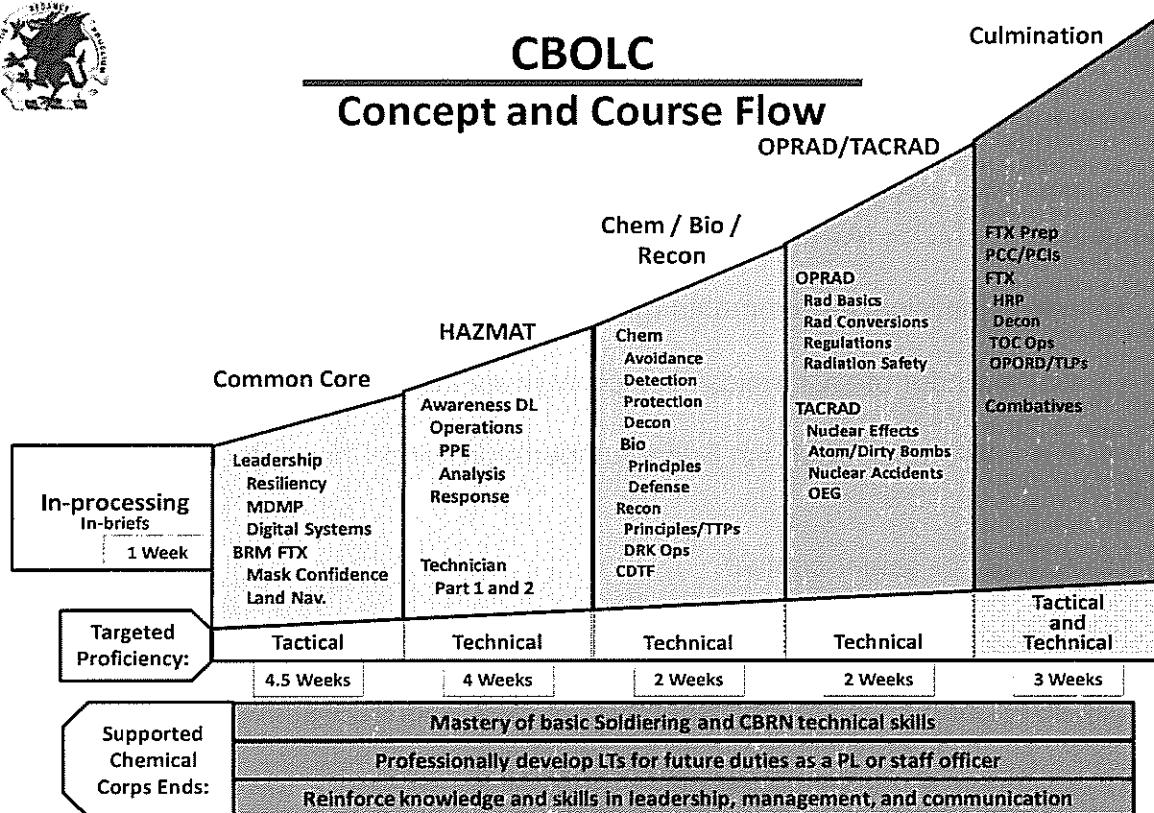 CBOLC
Concept and Course Flow
Culmination
OPRAD/TACRAD
Chem / Bio /
Recon
HAZMAT
Common Core
In-processing
In-briefs
1 Week
Leadership
Resiliency
MDMP
Digital Systems
BRM FTX
Mask Confidence
Land Nav.
Awareness DL
Operations
PPE
Analysis
Response
Technician
Part 1 and 2
Chem
Avoidance
Detection
Protection
Decon
Bio
Principles
Defense
Recon
Principles/TTPs
DRK Ops
CDTF
OPRAD
Rad Basics
Rad Conversions
Regulations
Radiation Safety
TACRAD
Nuclear Effects
Atom/Dirty Bombs
Nuclear Accidents
OEG
FTX Prep
PCC/PCIs
FTX
HRP
Decon
TOC Ops
OPORD/TLPs
Combatives
Targeted
Proficiency:
Tactical
Technical
Technical
Technical
Tactical
and
Technical
4.5 Weeks
4 Weeks
2 Weeks
2 Weeks
3 Weeks
Supported
Chemical
Corps Ends:
Mastery of basic Soldiering and CBRN technical skills
Professionally develop LTs for future duties as a PL or staff officer
Reinforce knowledge and skills in leadership, management, and communication